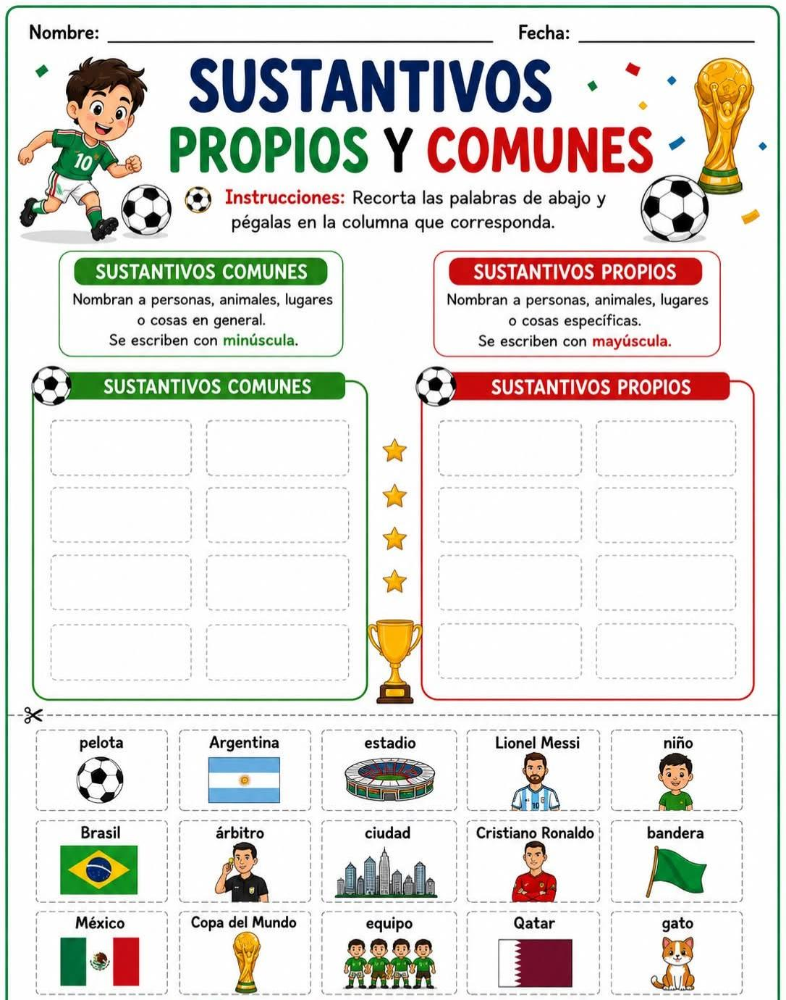 Nombre:
Fecha:
SUSTANTIVOS
PROPIOS Y COMUNES
Instrucciones: Recorta las palabras de abajo y
pégalas en la columna que corresponda.
10
SUSTANTIVOS COMUNES
Nombran a personas, animales, lugares
o cosas en general.
Se escriben con minúscula.
SUSTANTIVOS PROPIOS
Nombran a personas, animales, lugares
o cosas específicas.
Se escriben con mayúscula.
SUSTANTIVOS COMUNES
SUSTANTIVOS PROPIOS
pelota
Argentina
estadio
Lionel Messi
10
niño
Brasil
árbitro
ciudad
Cristiano Ronaldo
bandera
México
Copa del Mundo
equipo
Qatar
gato